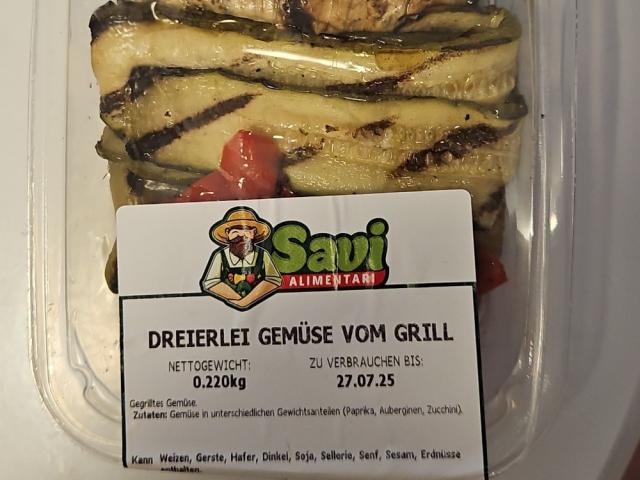 Savi
ALIMENTARI
DREIERLEI GEMÜSE VOM GRILL
NETTOGEWICHT: ZU VERBRAUCHEN BIS:
0.220kg 27.07.25
Gegrilltes Gemüse.
Zutaten: Gemüse in unterschiedlichen Gewichtsanteilen (Paprika, Auberginen, Zucchini).
Kann Weizen, Gerste, Hafer, Dinkel, Soja, Sellerie, Senf, Sesam, Erdnüsse
enthalten.